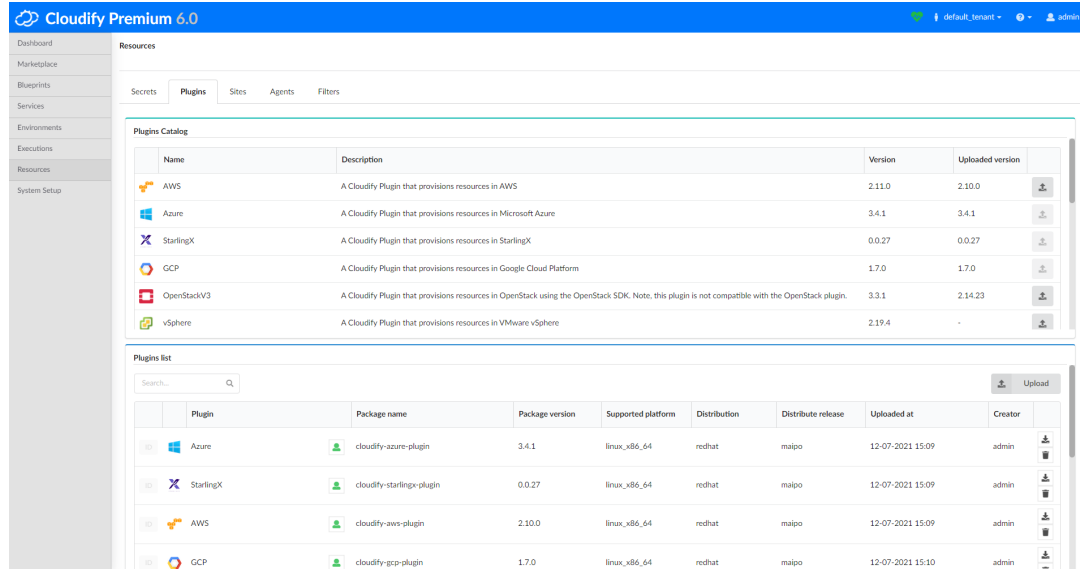 Cloudify Premium 6.0
default_tenant
admin
Dashboard
Marketplace
Blueprints
Services
Environments
Executions
Resources
System Setup
Resources
Secrets Plugins Sites Agents Filters
Plugins Catalog
Name Description Version Uploaded version
AWS A Cloudify Plugin that provisions resources in AWS 2.11.0 2.10.0
Azure A Cloudify Plugin that provisions resources in Microsoft Azure 3.4.1 3.4.1
StarlingX A Cloudify Plugin that provisions resources in StarlingX 0.0.27 0.0.27
GCP A Cloudify Plugin that provisions resources in Google Cloud Platform 1.7.0 1.7.0
OpenStackV3 A Cloudify Plugin that provisions resources in OpenStack using the OpenStack SDK. Note, this plugin is not compatible with the OpenStack plugin. 3.3.1 2.14.23
vSphere A Cloudify Plugin that provisions resources in VMware vSphere 2.19.4 -
Plugins list
Search... Upload
Plugin Package name Package version Supported platform Distribution Distribute release Uploaded at Creator
Azure cloudify-azure-plugin 3.4.1 linux_x86_64 redhat maipo 12-07-2021 15:09 admin
StarlingX cloudify-starlingx-plugin 0.0.27 linux_x86_64 redhat maipo 12-07-2021 15:09 admin
AWS cloudify-aws-plugin 2.10.0 linux_x86_64 redhat maipo 12-07-2021 15:09 admin
GCP cloudify-gcp-plugin 1.7.0 linux_x86_64 redhat maipo 12-07-2021 15:10 admin